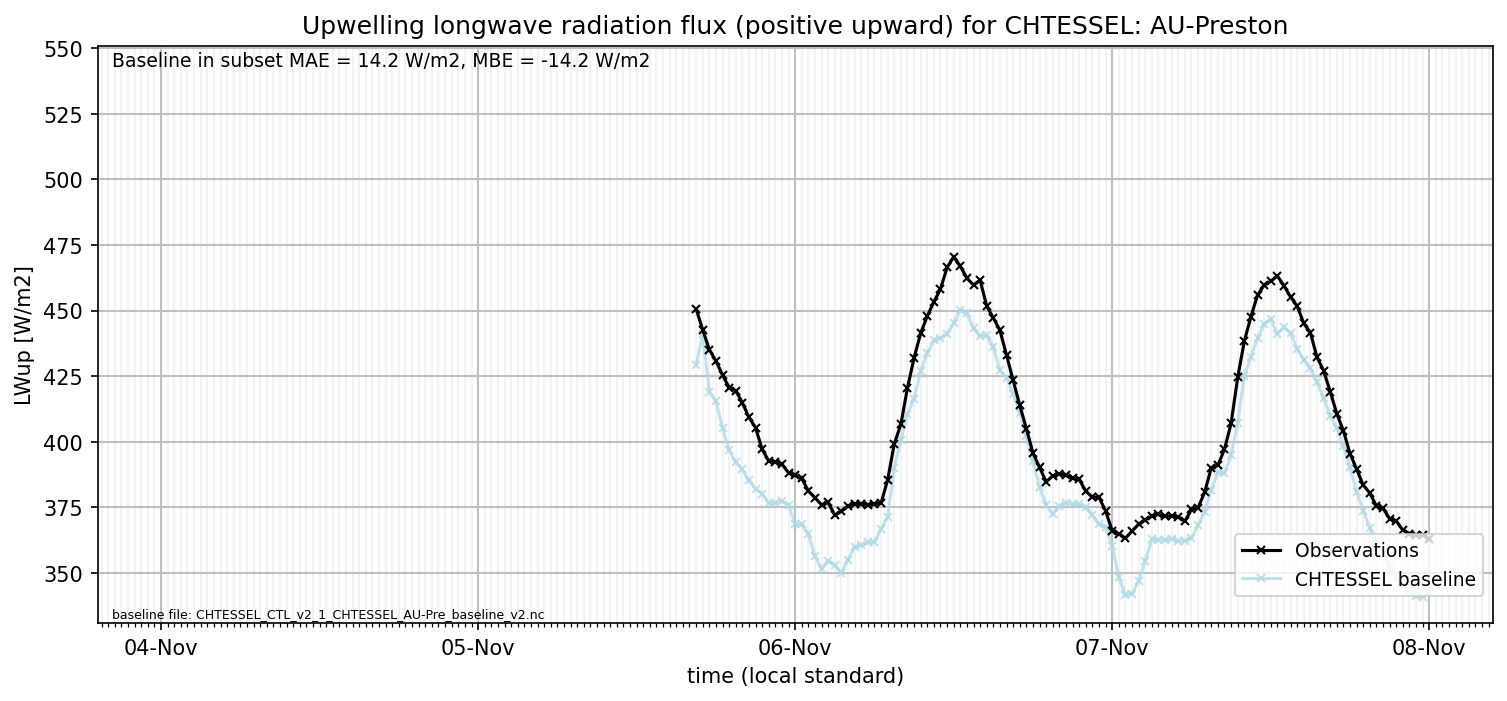 Upwelling longwave radiation flux (positive upward) for CHTESSEL: AU-Preston
Baseline in subset MAE = 14.2 W/m2, MBE = -14.2 W/m2
550
525
500
475
450
425
400
375
350
LWup [W/m2]
Observations
CHTESSEL baseline
baseline file: CHTESSEL_CTL_v2_1_CHTESSEL_AU-Pre_baseline_v2.nc
04-Nov
05-Nov
06-Nov
07-Nov
08-Nov
time (local standard)